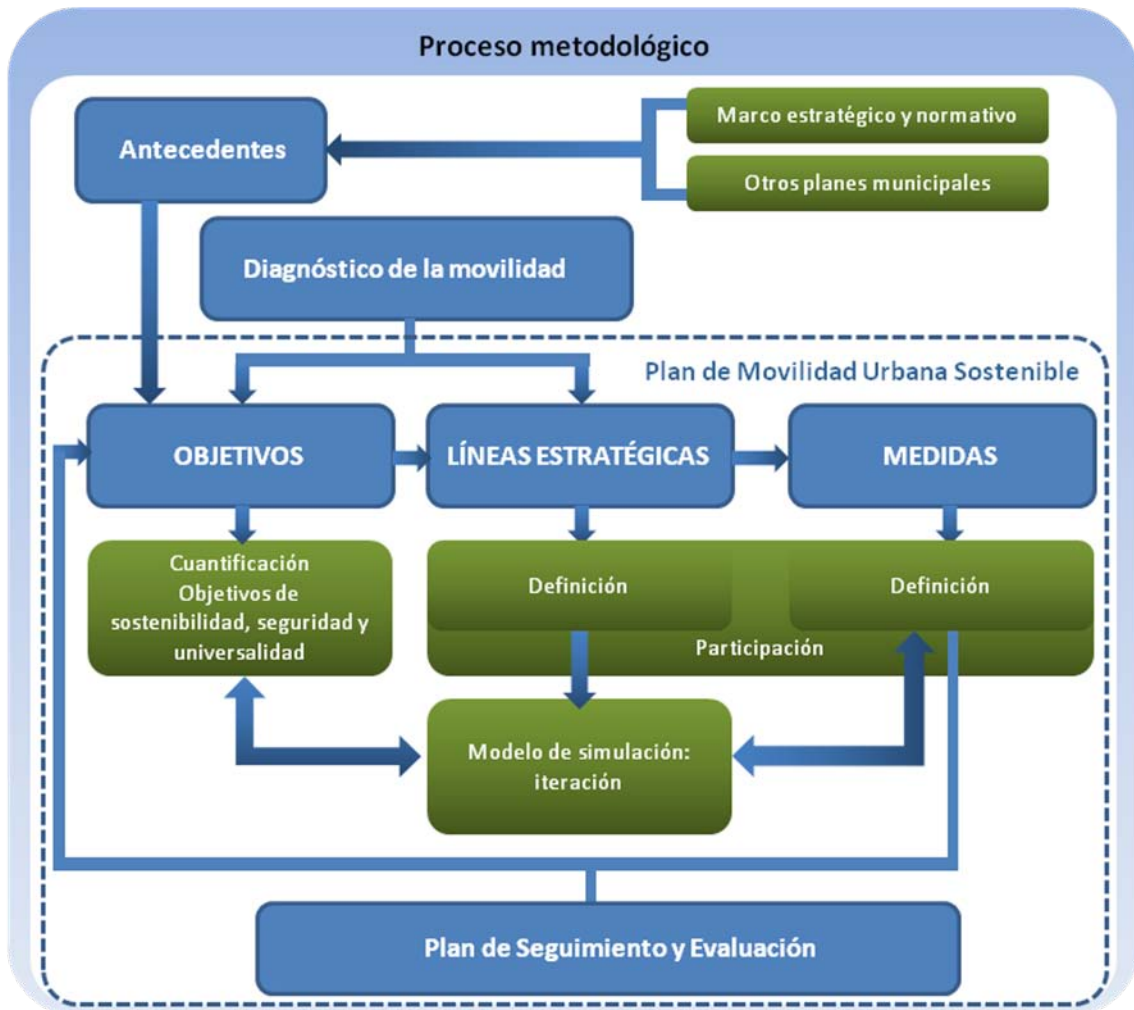 Proceso metodológico
Marco estratégico y normativo
Antecedentes
Otros planes municipales
Diagnóstico de la movilidad
Plan de Movilidad Urbana Sostenible
OBJETIVOS
LÍNEAS ESTRATÉGICAS
MEDIDAS
Cuantificación
Objetivos de
sostenibilidad, seguridad y
universalidad
Definición
Definición
Participación
Modelo de simulación:
iteración
Plan de Seguimiento y Evaluación